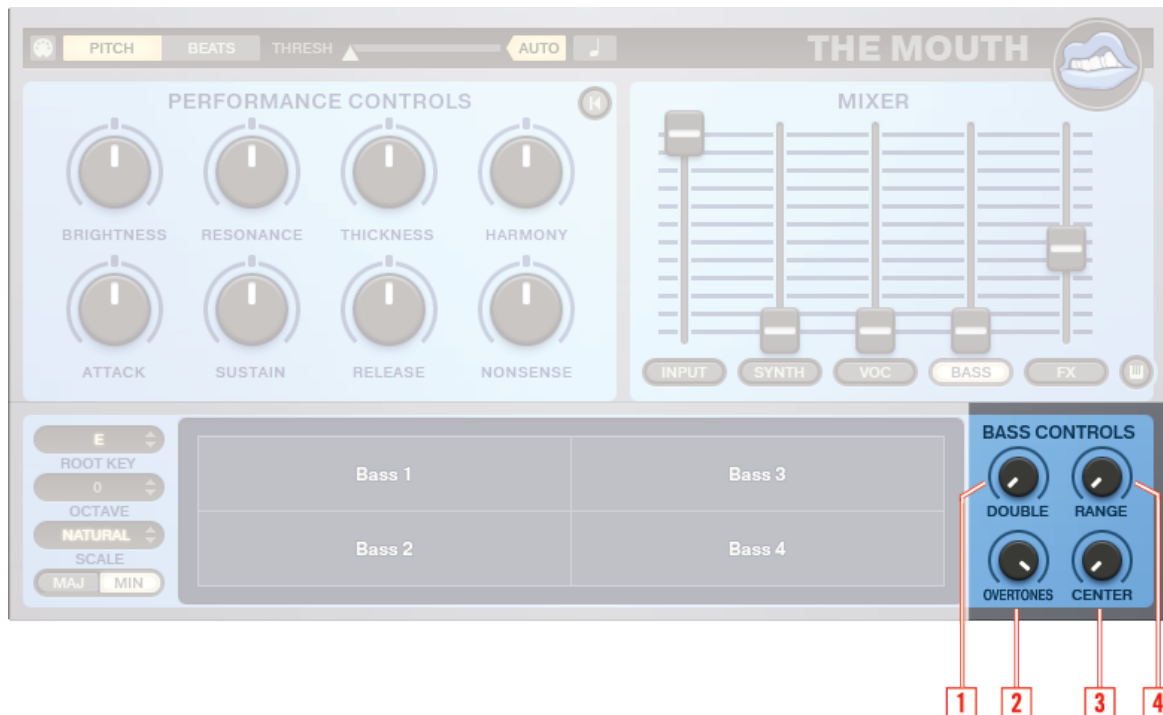 PITCH BEATS THRESH AUTO THE MOUTH
PERFORMANCE CONTROLS
BRIGHTNESS RESONANCE THICKNESS HARMONY
ATTACK SUSTAIN RELEASE NONSENSE
MIXER
INPUT SYNTH VOC BASS FX
E
ROOT KEY
0
OCTAVE
NATURAL
SCALE
MAJ MIN
Bass 1 Bass 3
Bass 2 Bass 4
BASS CONTROLS
DOUBLE RANGE
OVERTONES CENTER
1 2 3 4